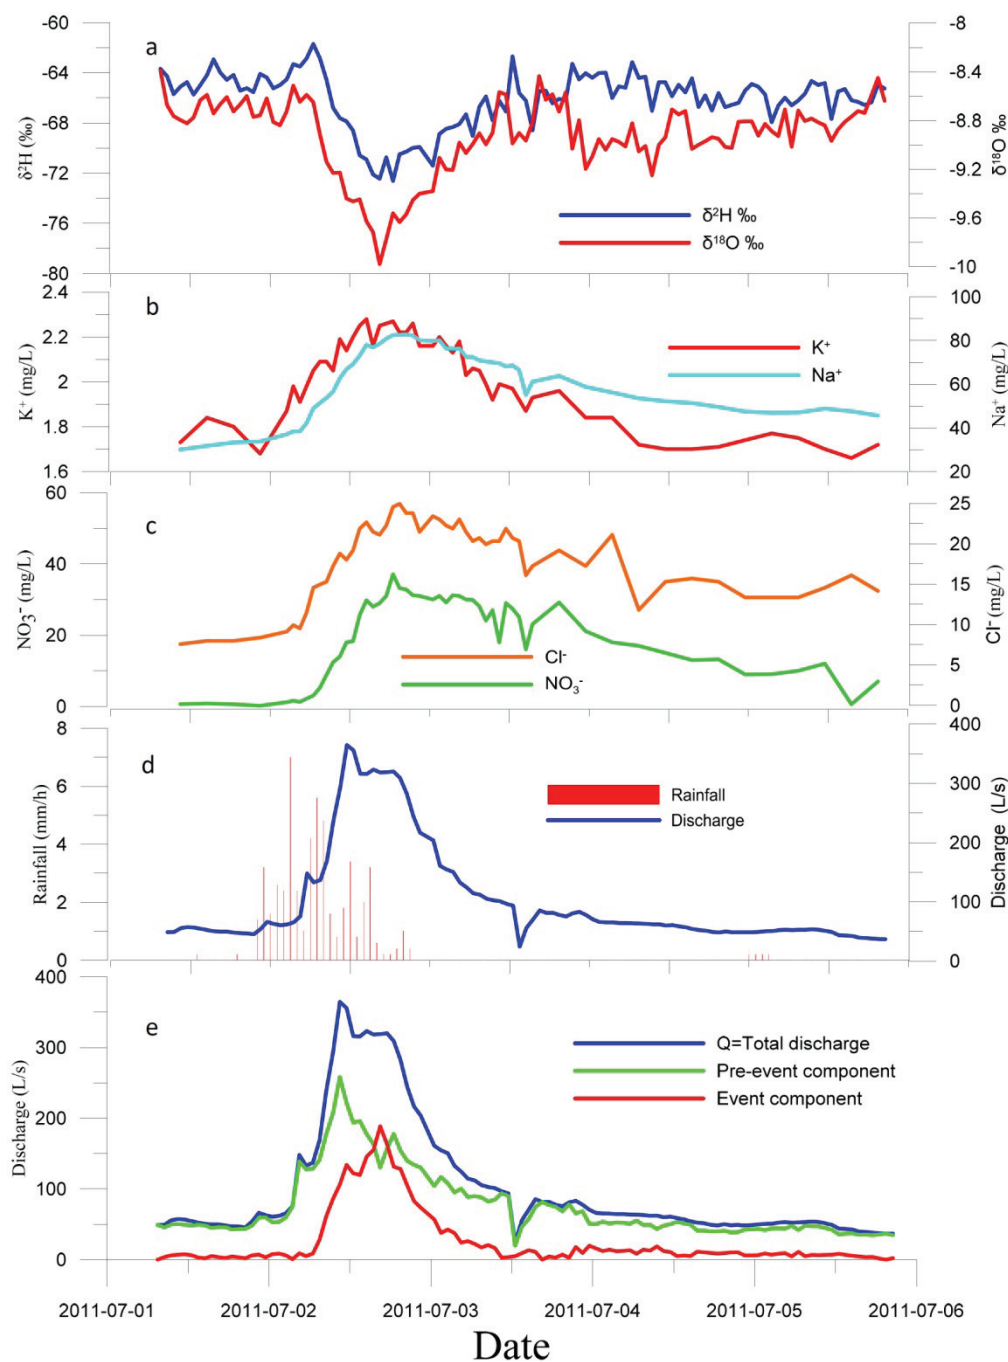 a
-60
-64
-68
-72
-76
-80
δ²H (‰)
-8
-8.4
-8.8
-9.2
-9.6
-10
δ¹⁸O ‰
δ²H ‰
δ¹⁸O ‰
b
2.4
2.2
2
1.8
1.6
K⁺ (mg/L)
100
80
60
40
20
Na⁺ (mg/L)
K⁺
Na⁺
c
60
40
20
0
NO₃⁻ (mg/L)
25
20
15
10
5
0
Cl⁻ (mg/L)
Cl⁻
NO₃⁻
d
8
6
4
2
0
Rainfall (mm/h)
400
300
200
100
0
Discharge (L/s)
Rainfall
Discharge
e
400
300
200
100
0
Discharge (L/s)
Q=Total discharge
Pre-event component
Event component
2011-07-01 2011-07-02 2011-07-03 2011-07-04 2011-07-05 2011-07-06
Date